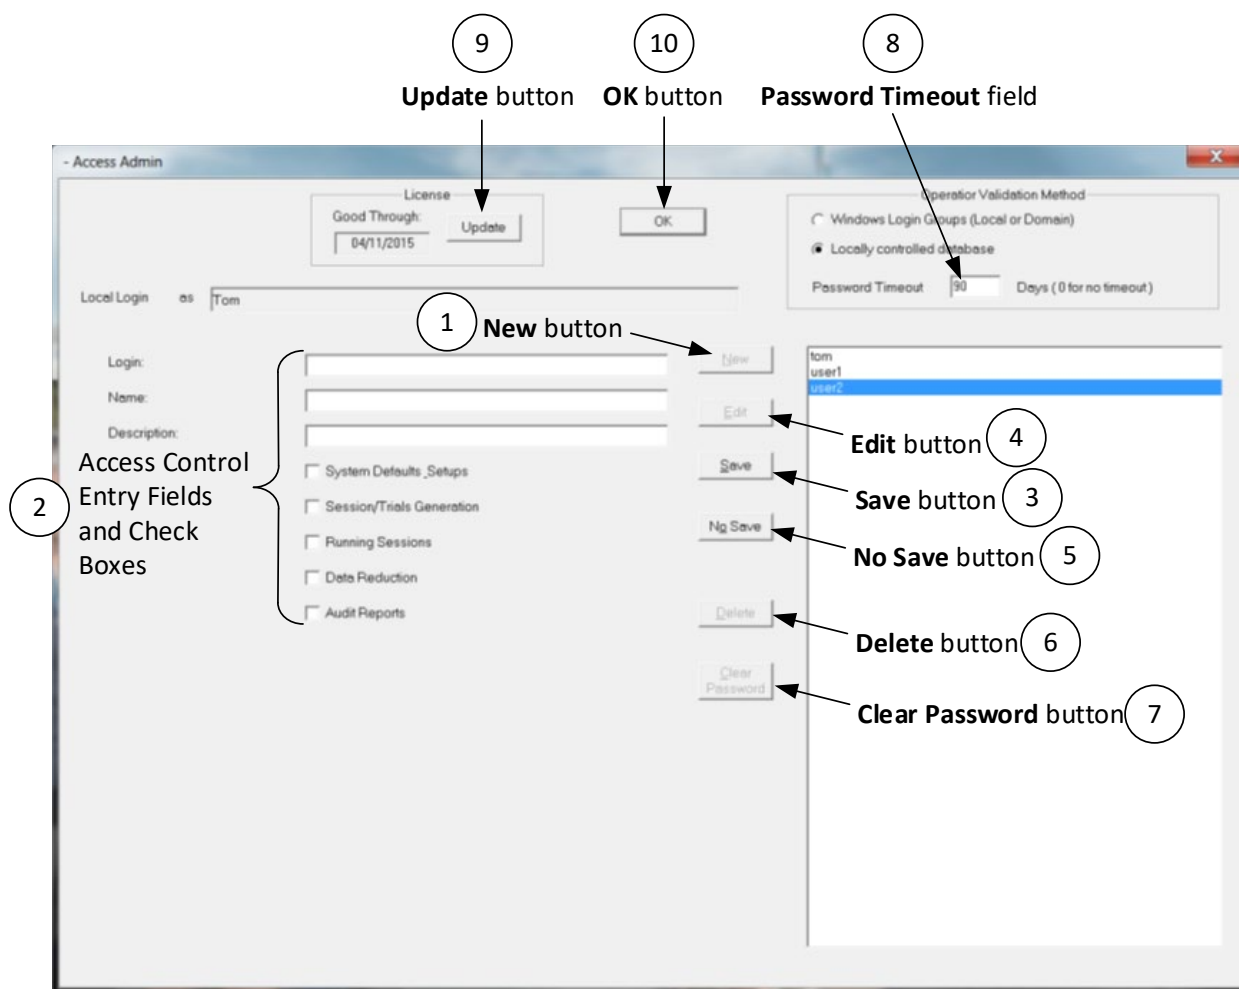 9
10
8
Update button
OK button
Password Timeout field
- Access Admin
X
License
Good Through:
04/11/2015
Update
OK
Operatior Validation Method
Windows Login Groups (Local or Domain)
Locally controlled database
Password Timeout
90
Days ( 0 for no timeout )
Local Login as
Tom
1
New button
Login:
Name:
Description:
2
Access Control
Entry Fields
and Check
Boxes
System Defaults_Setups
Session/Trials Generation
Running Sessions
Data Reduction
Audit Reports
New
Edit
Save
No Save
Delete
Clear
Password
tom
user1
user2
Edit button
4
Save button
3
No Save button
5
Delete button
6
Clear Password button
7